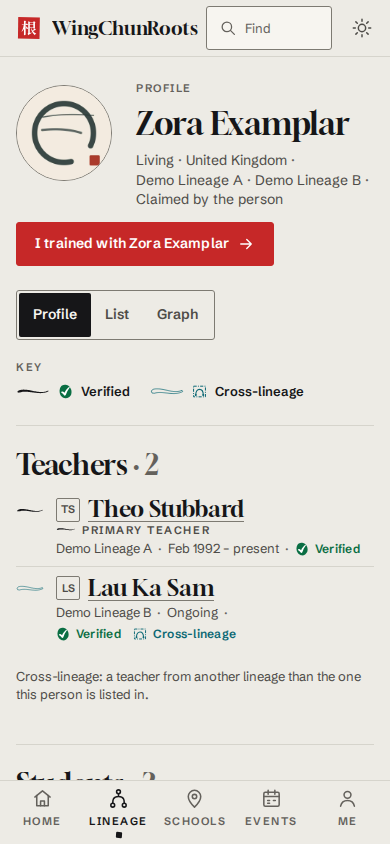 根 WingChunRoots Find
PROFILE
Zora Examplar
Living · United Kingdom ·
Demo Lineage A · Demo Lineage B ·
Claimed by the person
I trained with Zora Examplar →
Profile List Graph
KEY
Verified Cross-lineage
Teachers · 2
TS Theo Stubbard
PRIMARY TEACHER
Demo Lineage A · Feb 1992 – present · Verified
LS Lau Ka Sam
Demo Lineage B · Ongoing ·
Verified Cross-lineage
Cross-lineage: a teacher from another lineage than the one
this person is listed in.
Students · 2
HOME LINEAGE SCHOOLS EVENTS ME